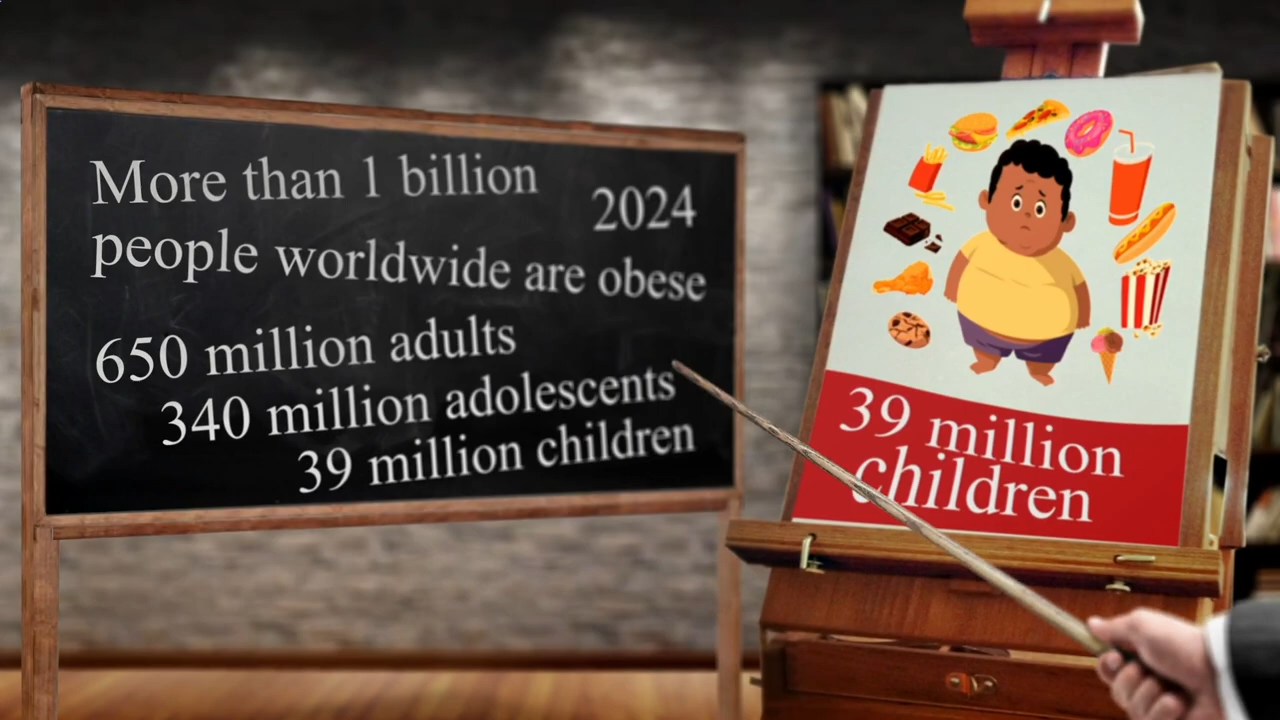 More than 1 billion
2024
people worldwide are obese
650 million adults
340 million adolescents
39 million children
39 million
children